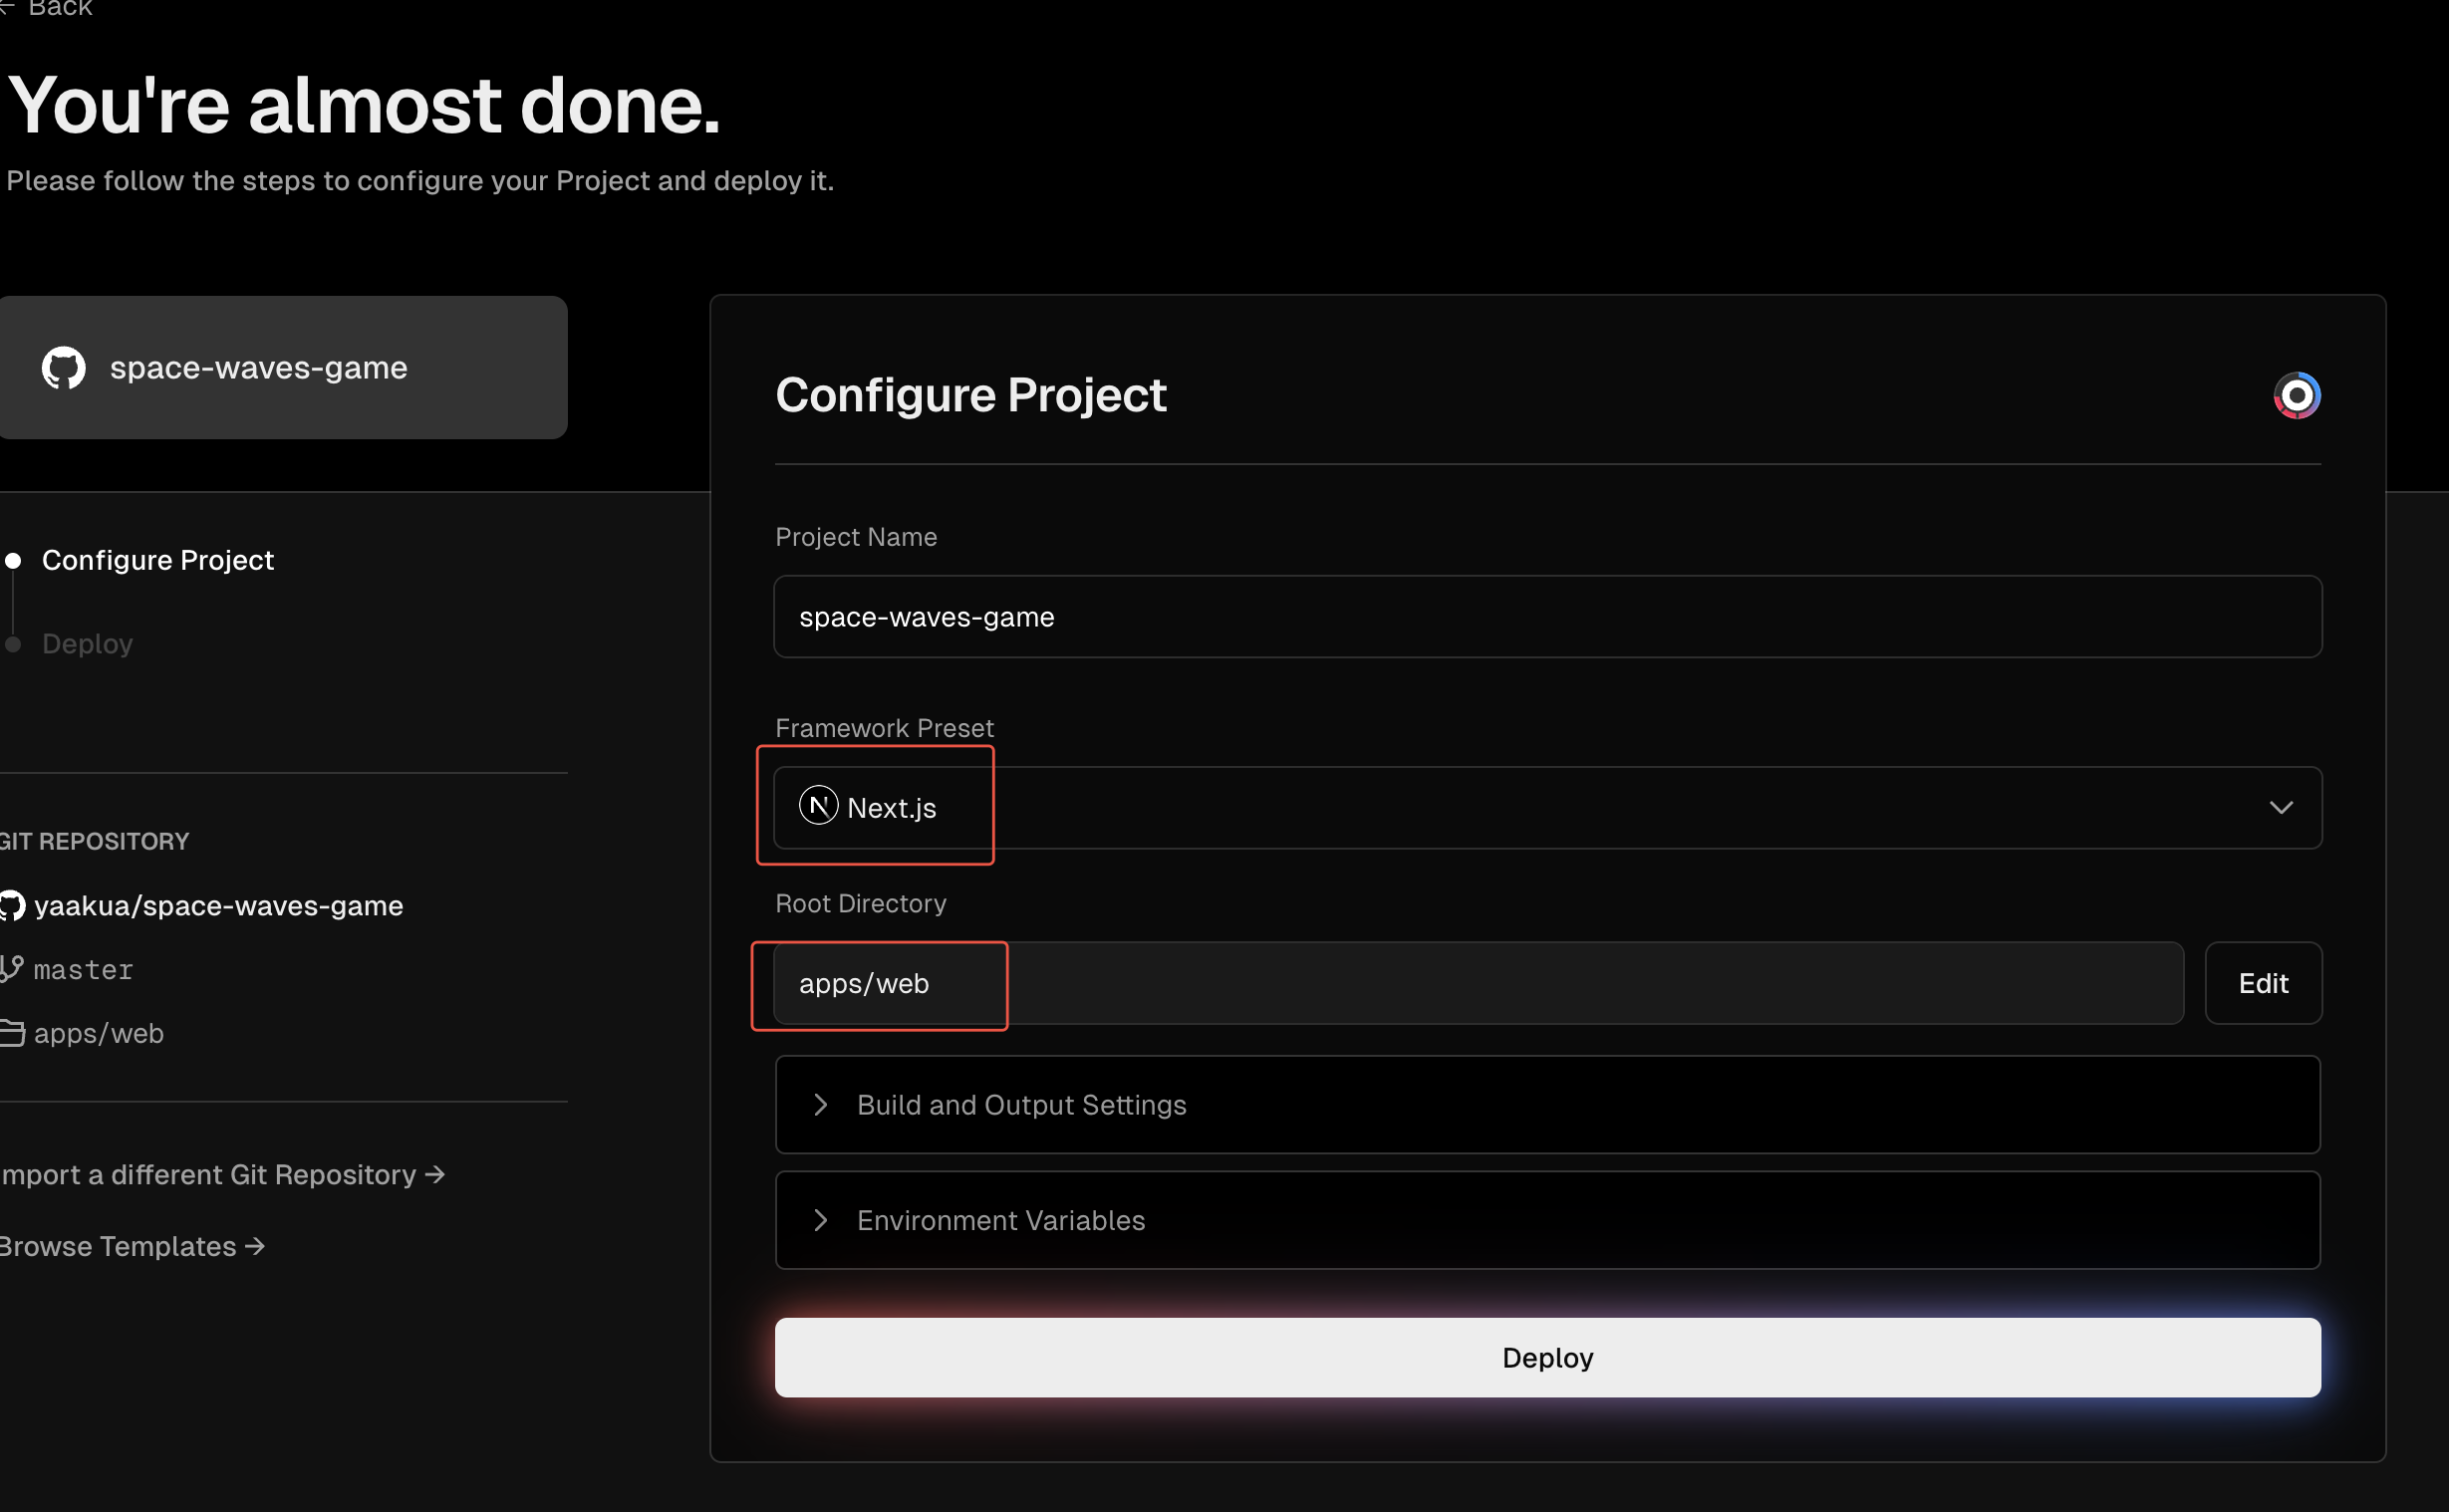 ← Back
You're almost done.
Please follow the steps to configure your Project and deploy it.
space-waves-game
Configure Project
Deploy
GIT REPOSITORY
yaakua/space-waves-game
master
apps/web
mport a different Git Repository →
Browse Templates →
Configure Project
Project Name
space-waves-game
Framework Preset
Next.js
Root Directory
apps/web
Edit
Build and Output Settings
Environment Variables
Deploy